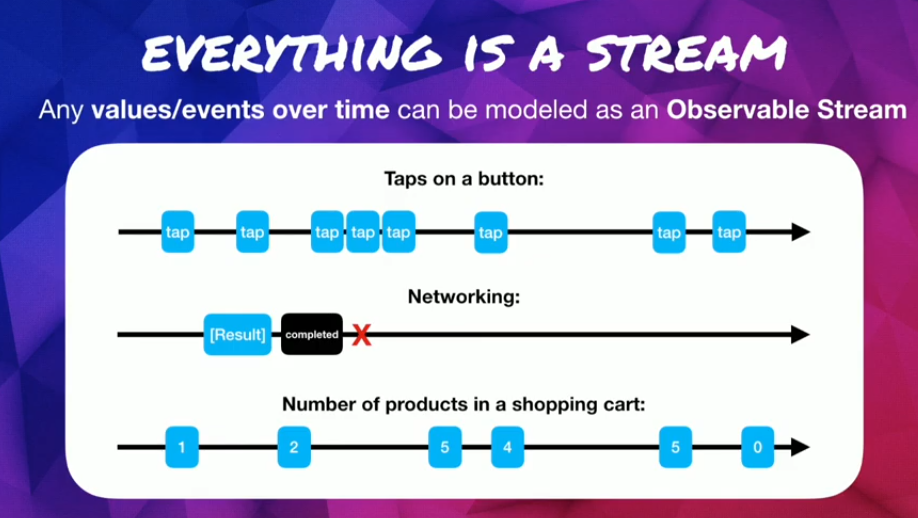 EVERYTHING IS A STREAM
Any values/events over time can be modeled as an Observable Stream
Taps on a button:
tap tap tap tap tap tap tap tap
Networking:
[Result] completed X
Number of products in a shopping cart:
1 2 5 4 5 0